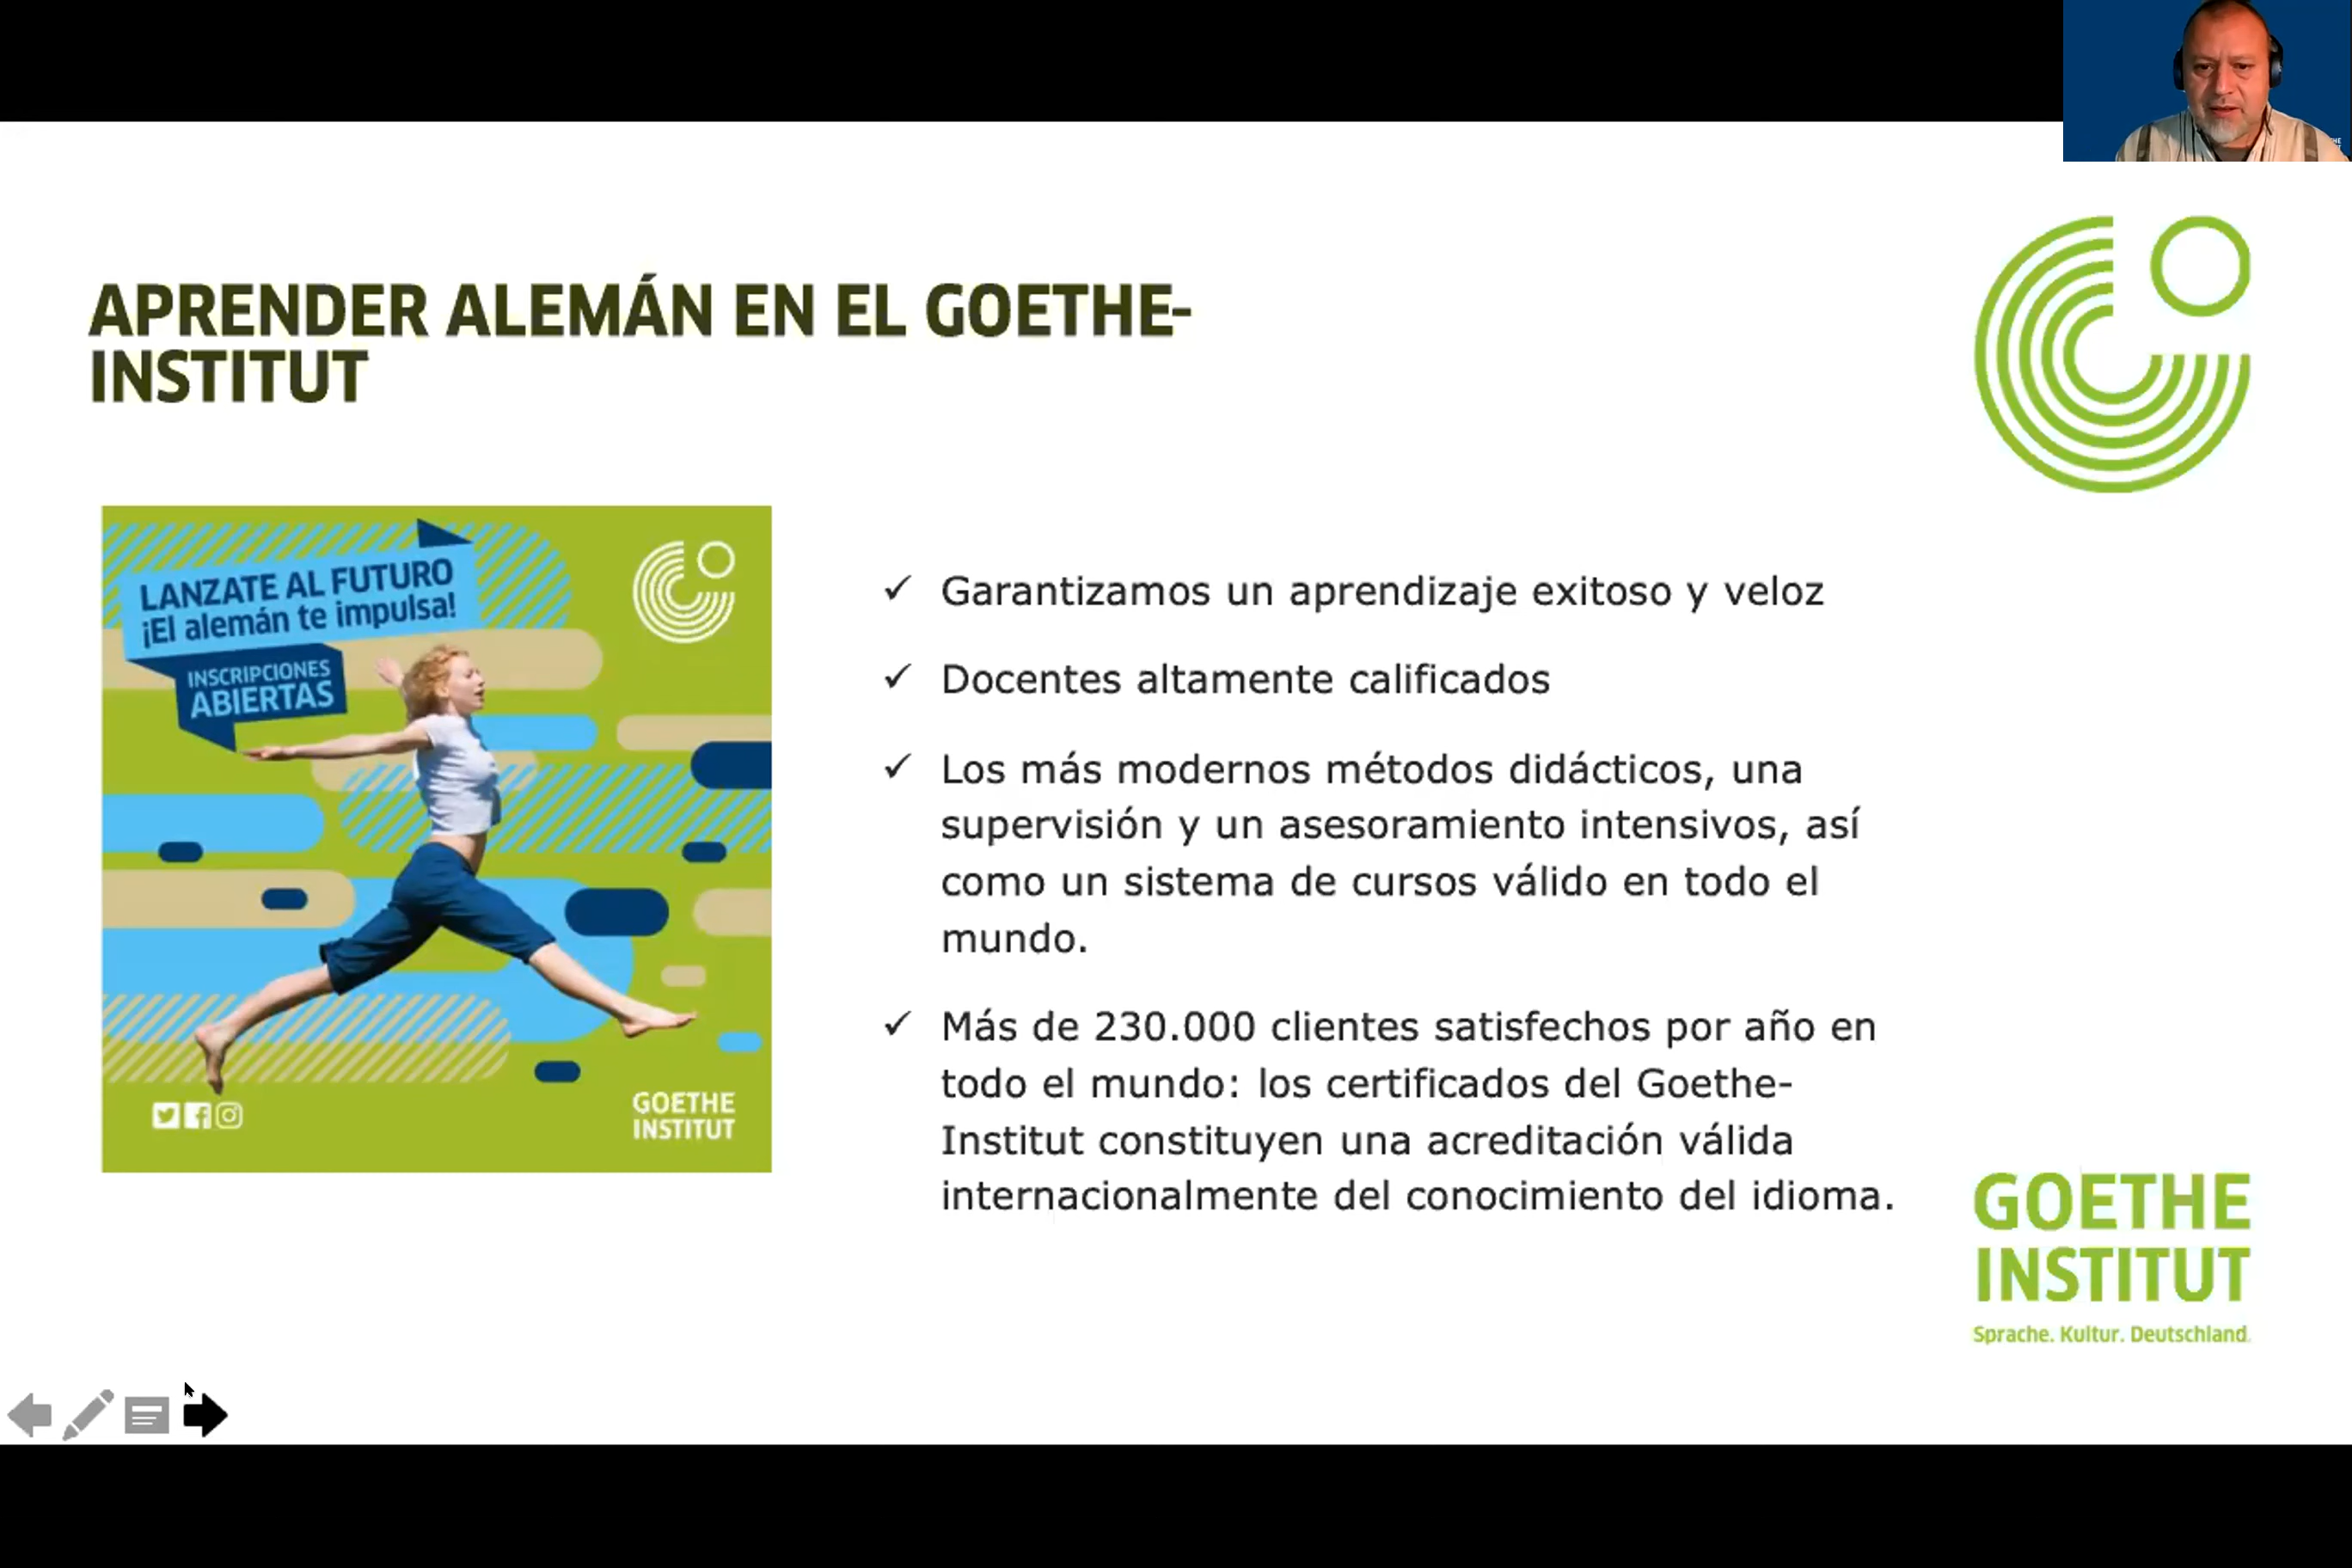 APRENDER ALEMÁN EN EL GOETHE-
INSTITUT
LANZATE AL FUTURO
¡El alemán te impulsa!
INSCRIPCIONES
ABIERTAS
GOETHE
INSTITUT
✓ Garantizamos un aprendizaje exitoso y veloz
✓ Docentes altamente calificados
✓ Los más modernos métodos didácticos, una
supervisión y un asesoramiento intensivos, así
como un sistema de cursos válido en todo el
mundo.
✓ Más de 230.000 clientes satisfechos por año en
todo el mundo: los certificados del Goethe-
Institut constituyen una acreditación válida
internacionalmente del conocimiento del idioma.
GOETHE
INSTITUT
Sprache. Kultur. Deutschland.